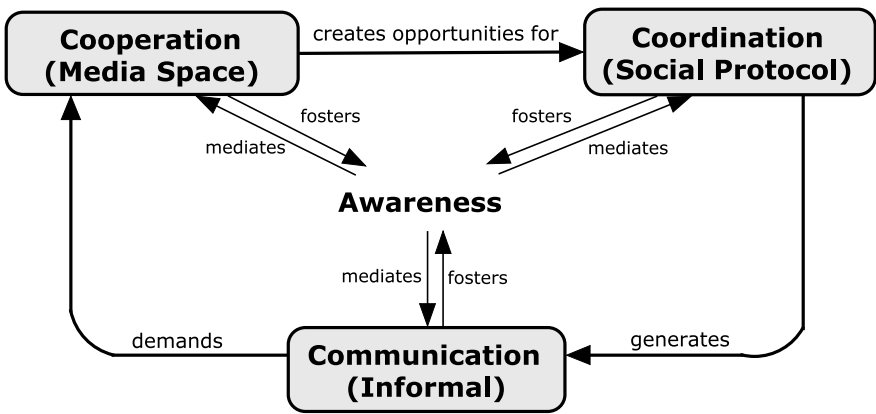 Cooperation
(Media Space)
creates opportunities for
Coordination
(Social Protocol)
fosters
mediates
fosters
mediates
Awareness
mediates
fosters
demands
Communication
(Informal)
generates